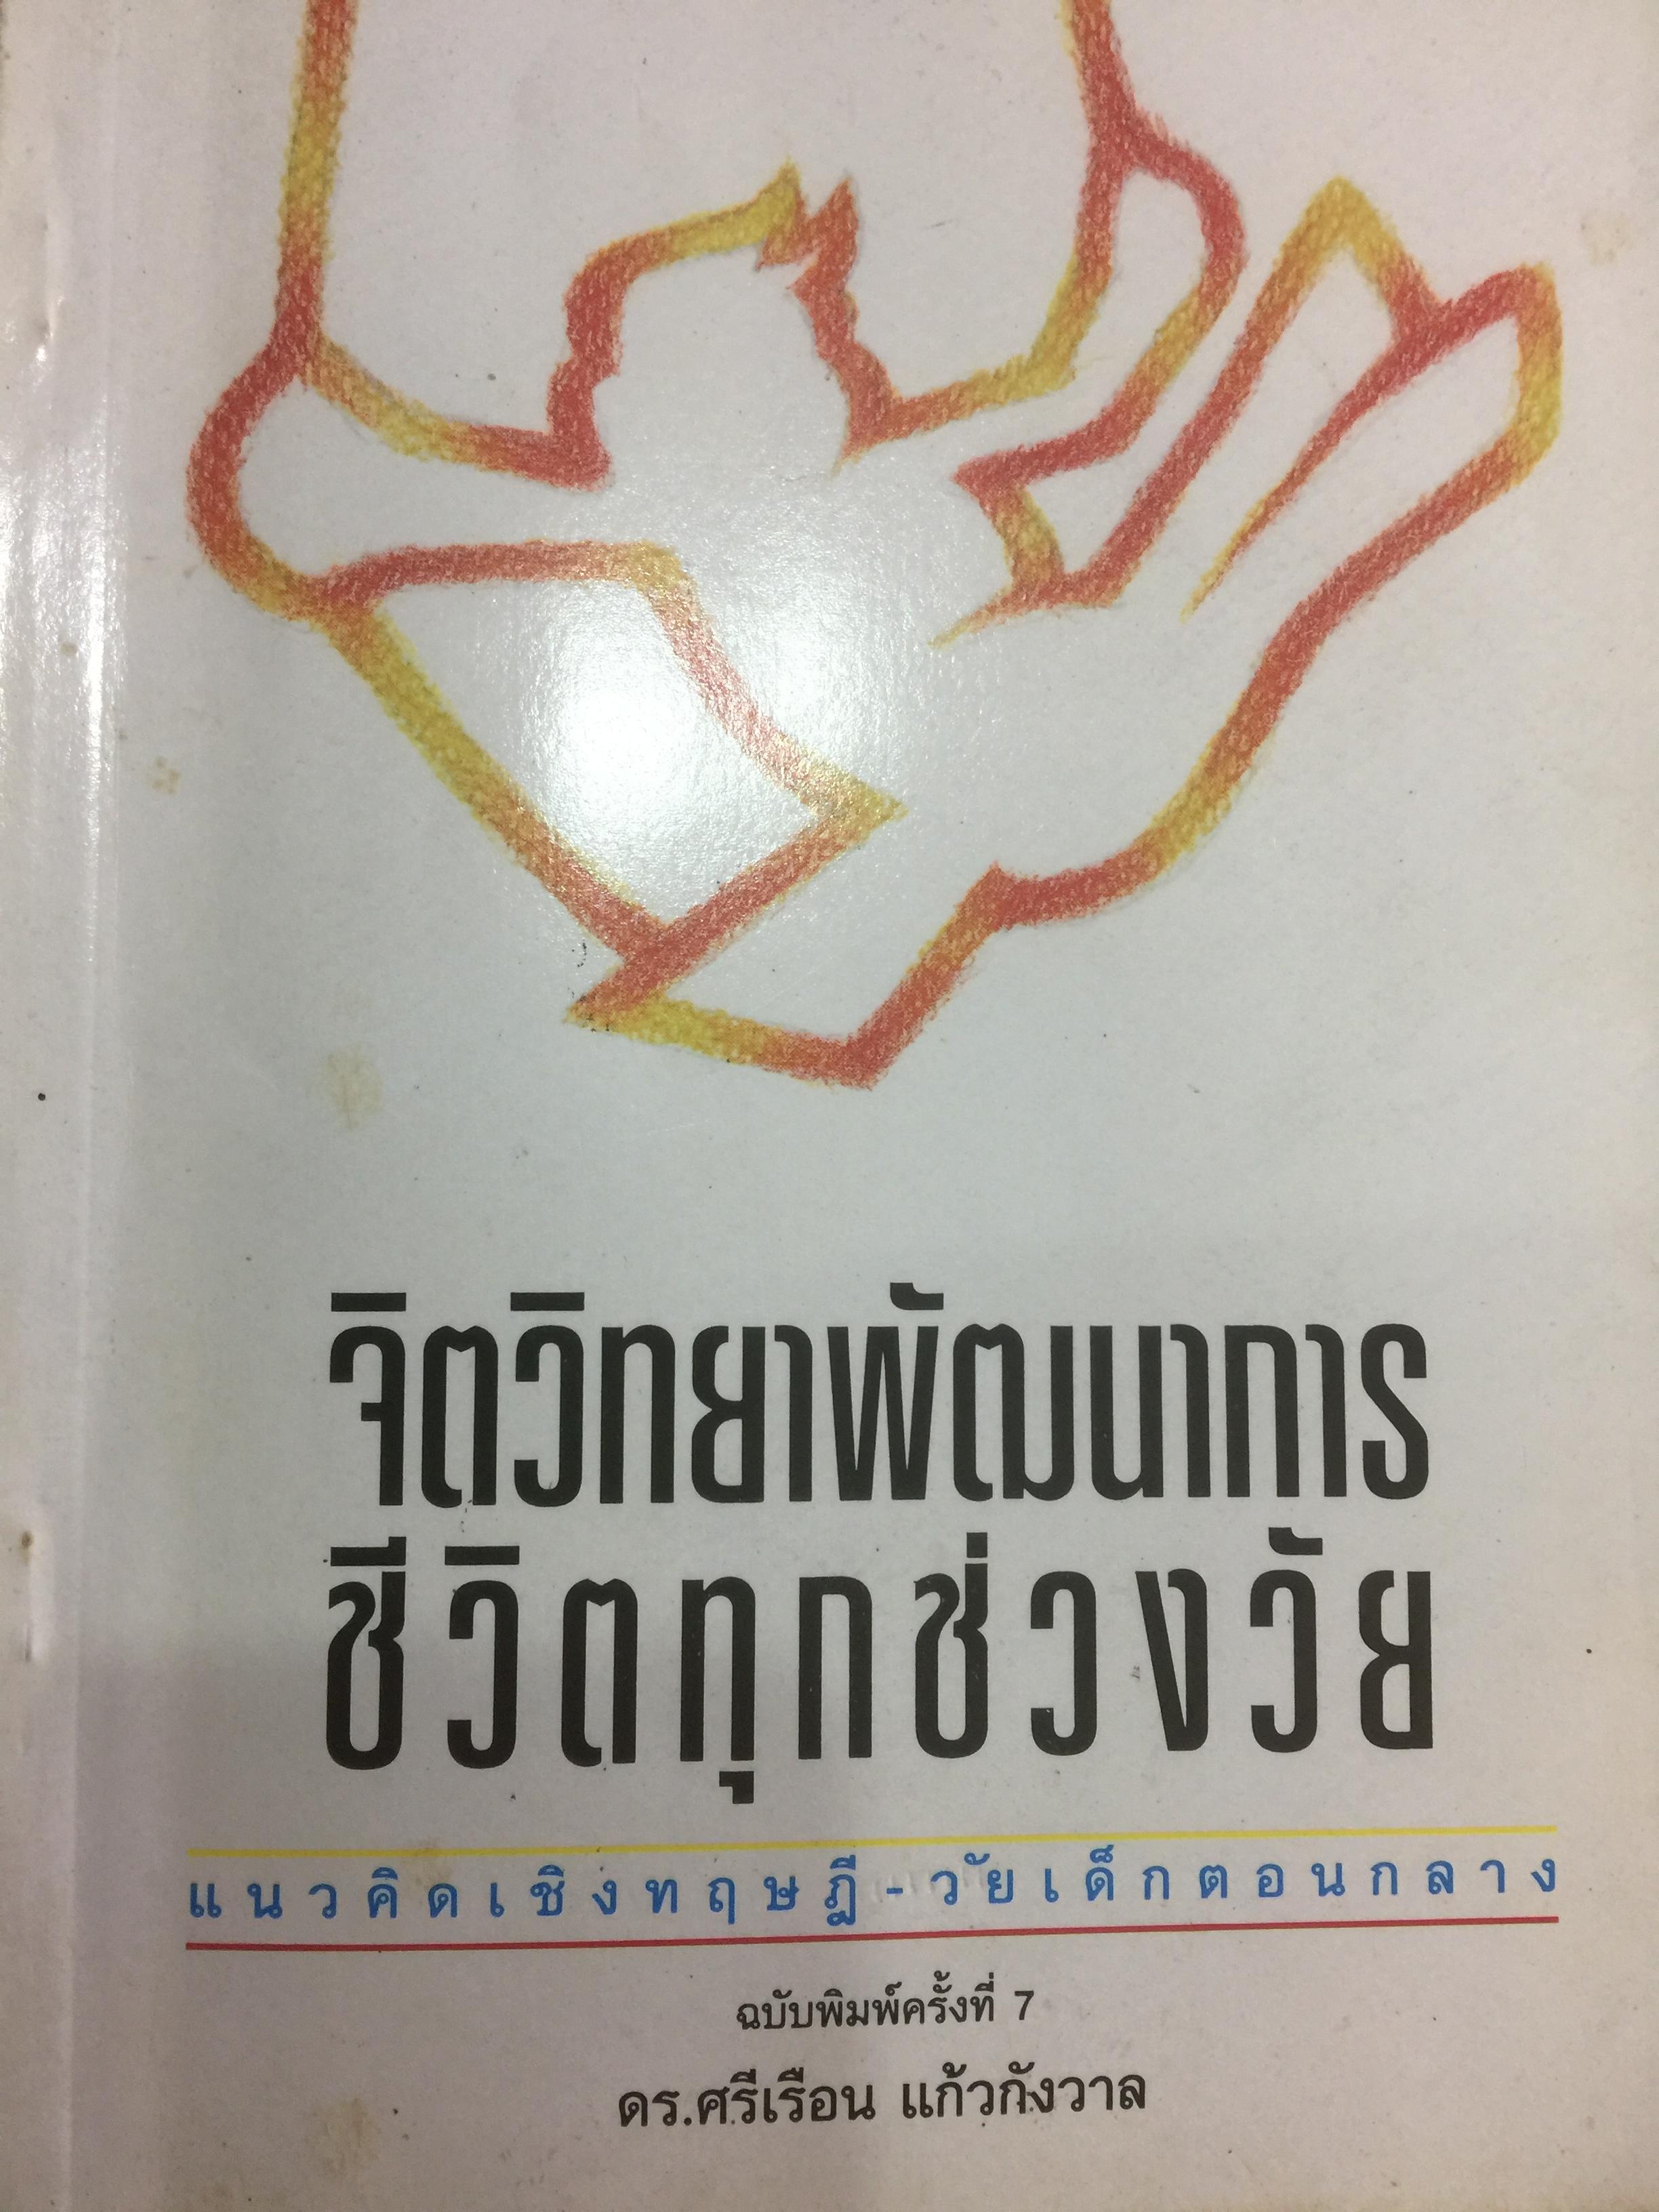 จิตวิทยาพัฒนาการ
ชีวิตทุกช่วงวัย
แนวคิดเชิงทฤษฎี-วัยเด็กตอนกลาง
ฉบับพิมพ์ครั้งที่ 7
ดร.ศรีเรือน แก้วกังวาล